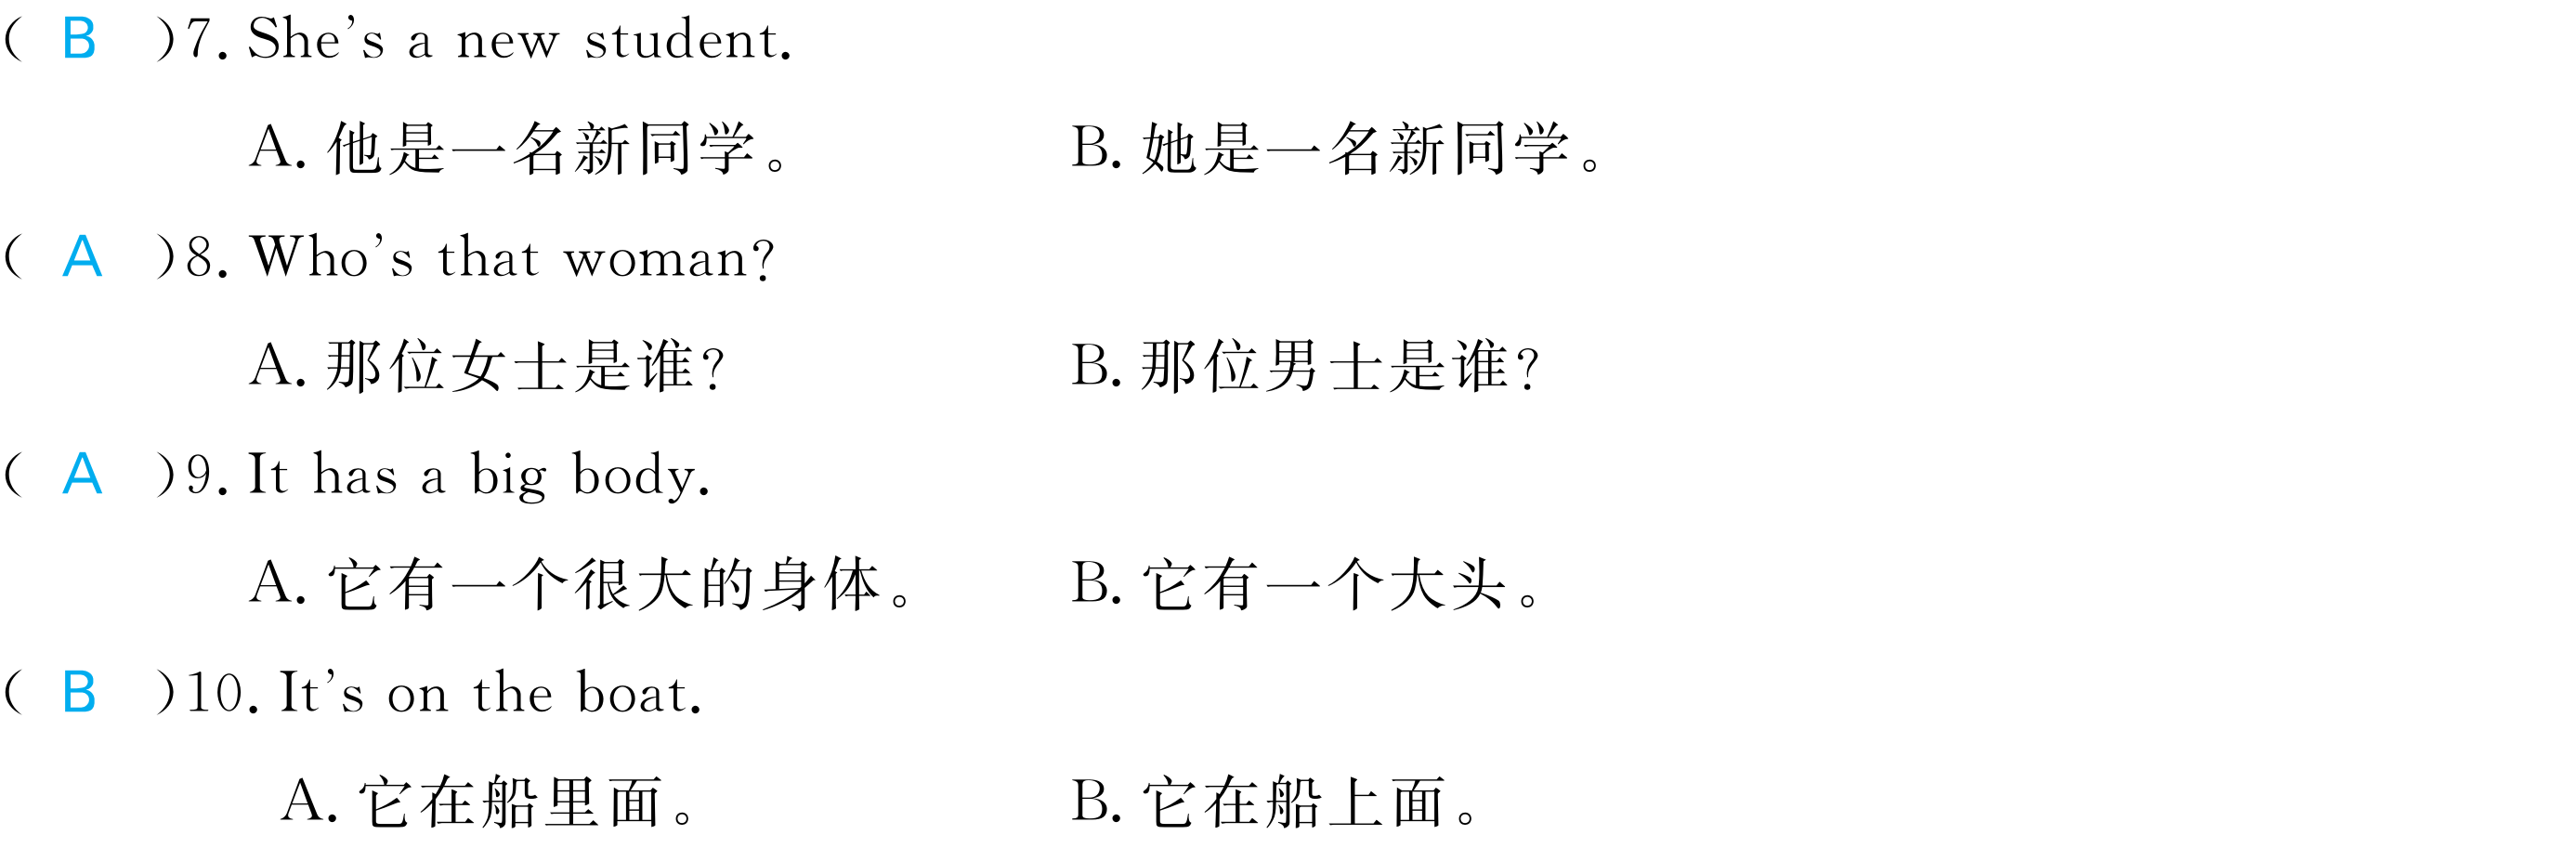 ( B )7. She's a new student.
A. 他是一名新同学。 B. 她是一名新同学。
( A )8. Who's that woman?
A. 那位女士是谁? B. 那位男士是谁?
( A )9. It has a big body.
A. 它有一个很大的身体。 B. 它有一个大头。
( B )10. It's on the boat.
A. 它在船里面。 B. 它在船上面。